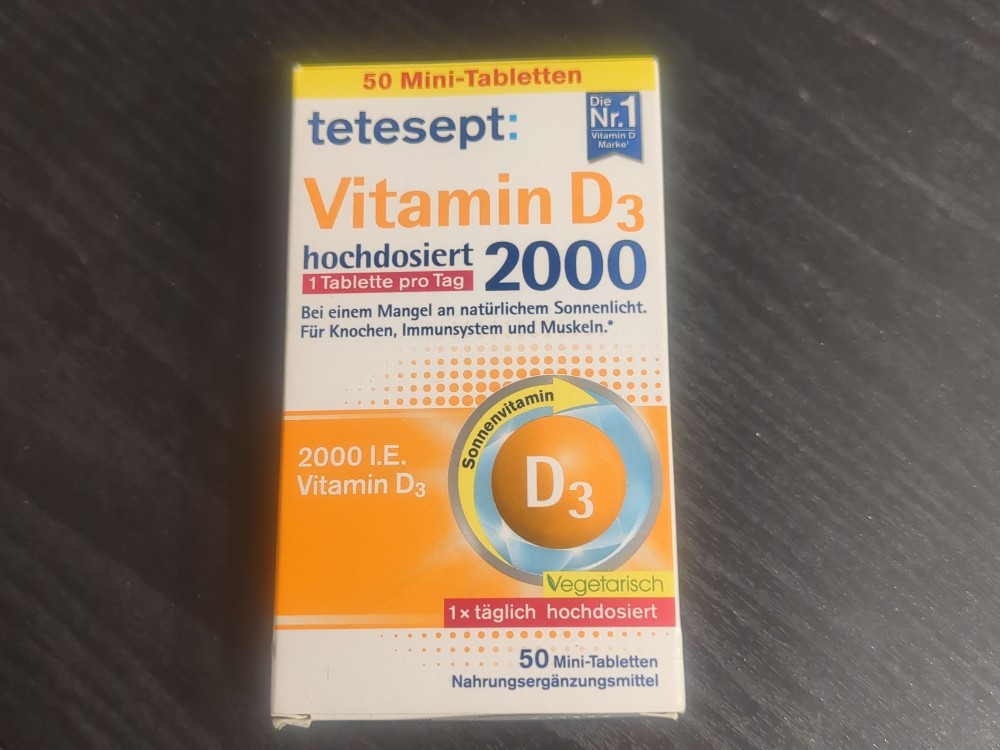 50 Mini-Tabletten
tetesept:
Die
Nr.1
Vitamin D
Marke¹
Vitamin D3
hochdosiert 2000
1 Tablette pro Tag
Bei einem Mangel an natürlichem Sonnenlicht.
Für Knochen, Immunsystem und Muskeln.*
Sonnenvitamin
2000 I.E.
Vitamin D3
D3
Vegetarisch
1x täglich hochdosiert
50 Mini-Tabletten
Nahrungsergänzungsmittel